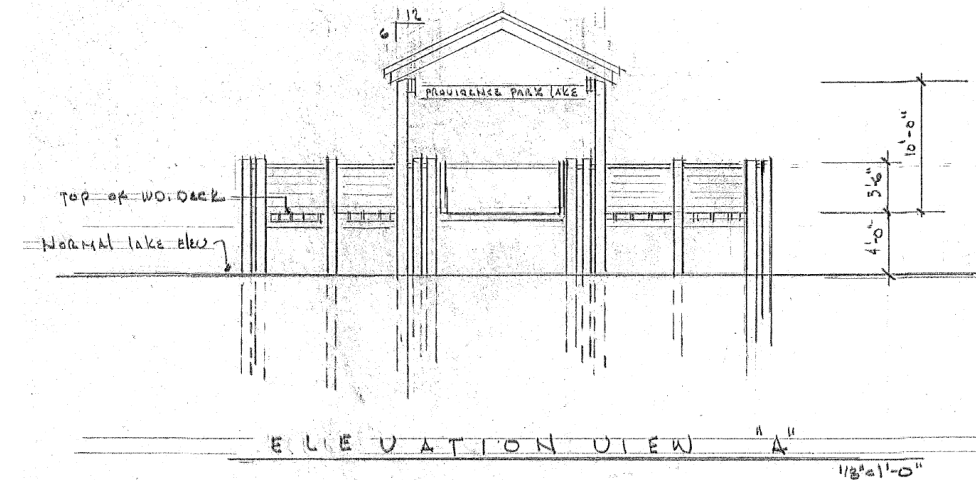 12
6
PROVIDENCE PARK LAKE
10'-0"
3'-6"
TOP OF WD. DECK
4'-0"
NORMAL LAKE ELEV
ELEVATION VIEW "A"
1/8"=1'-0"